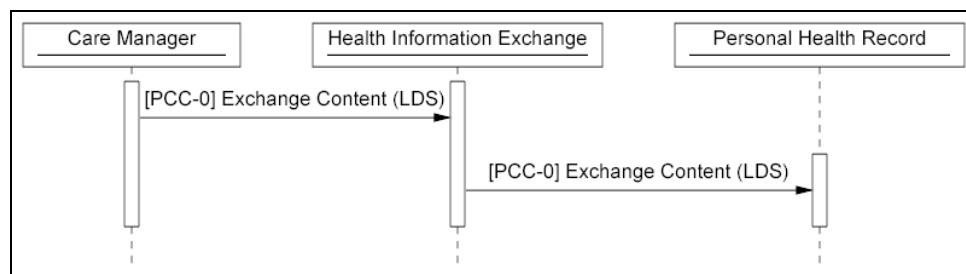 Care Manager
Health Information Exchange
Personal Health Record
[PCC-0] Exchange Content (LDS)
[PCC-0] Exchange Content (LDS)